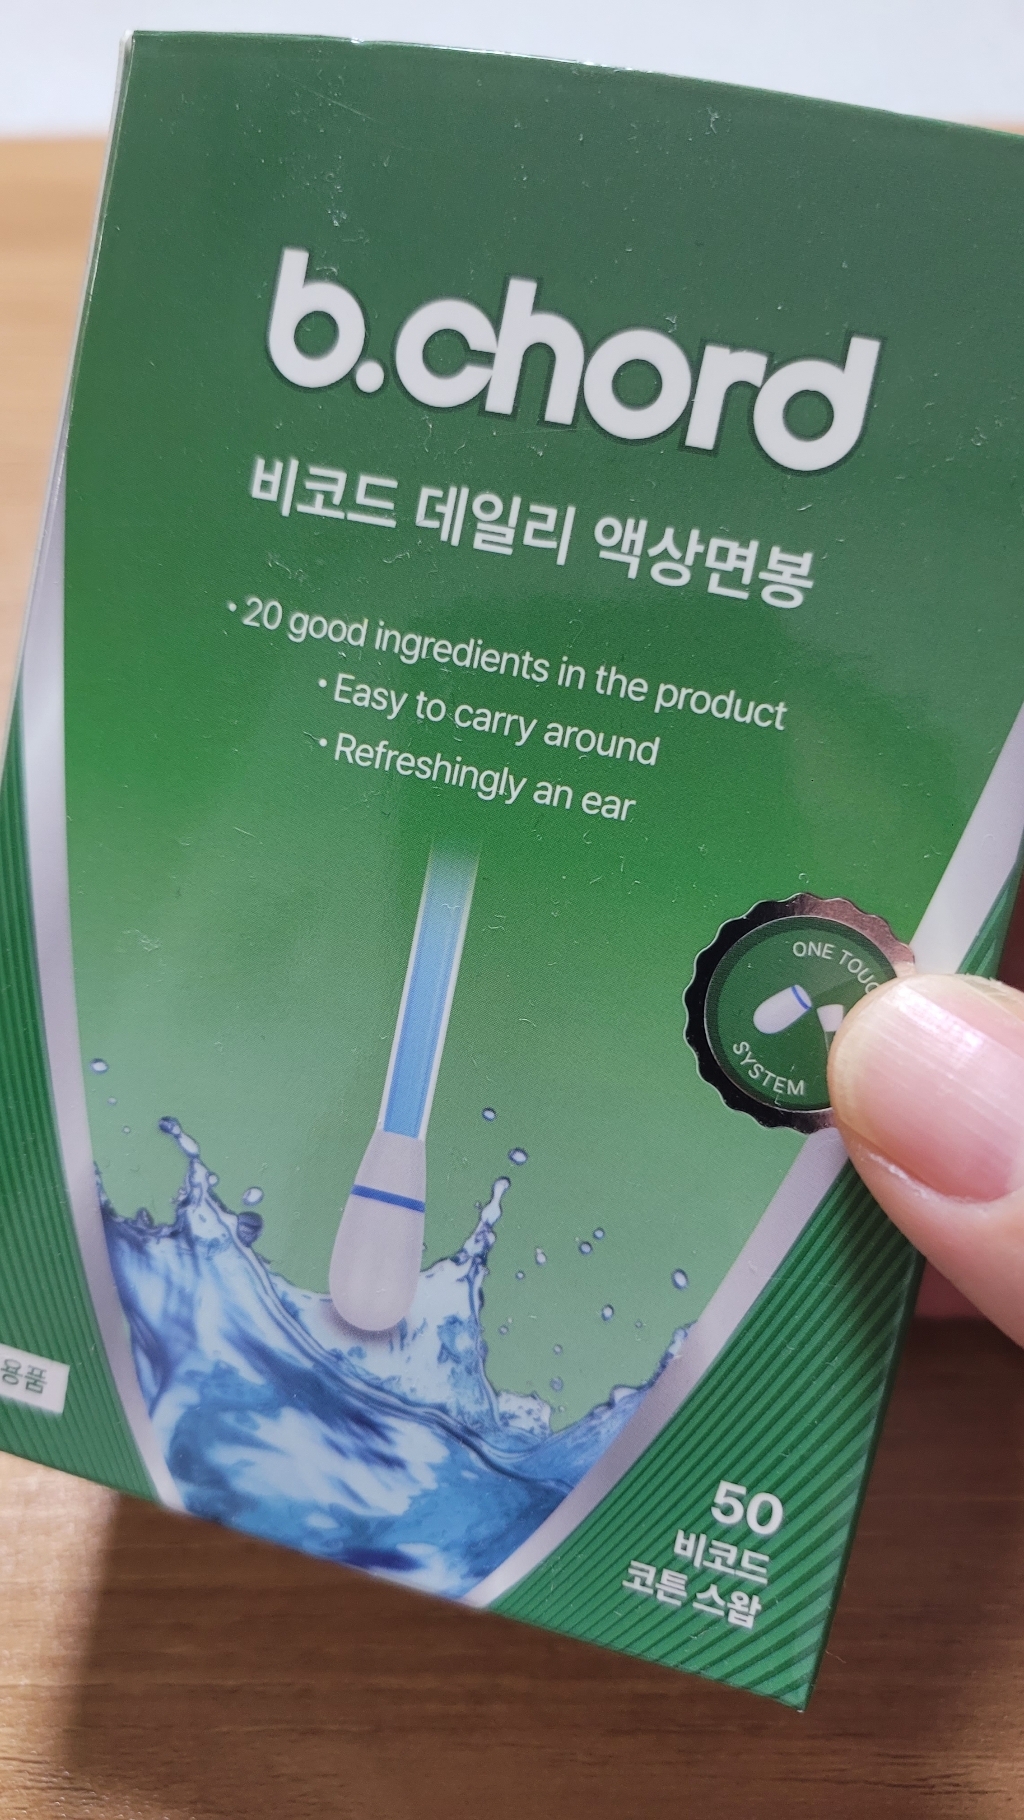 b.chord
비코드 데일리 액상면봉
• 20 good ingredients in the product
• Easy to carry around
• Refreshingly an ear
ONE
SYSTEM
용품
50
비코드
코튼 스왑